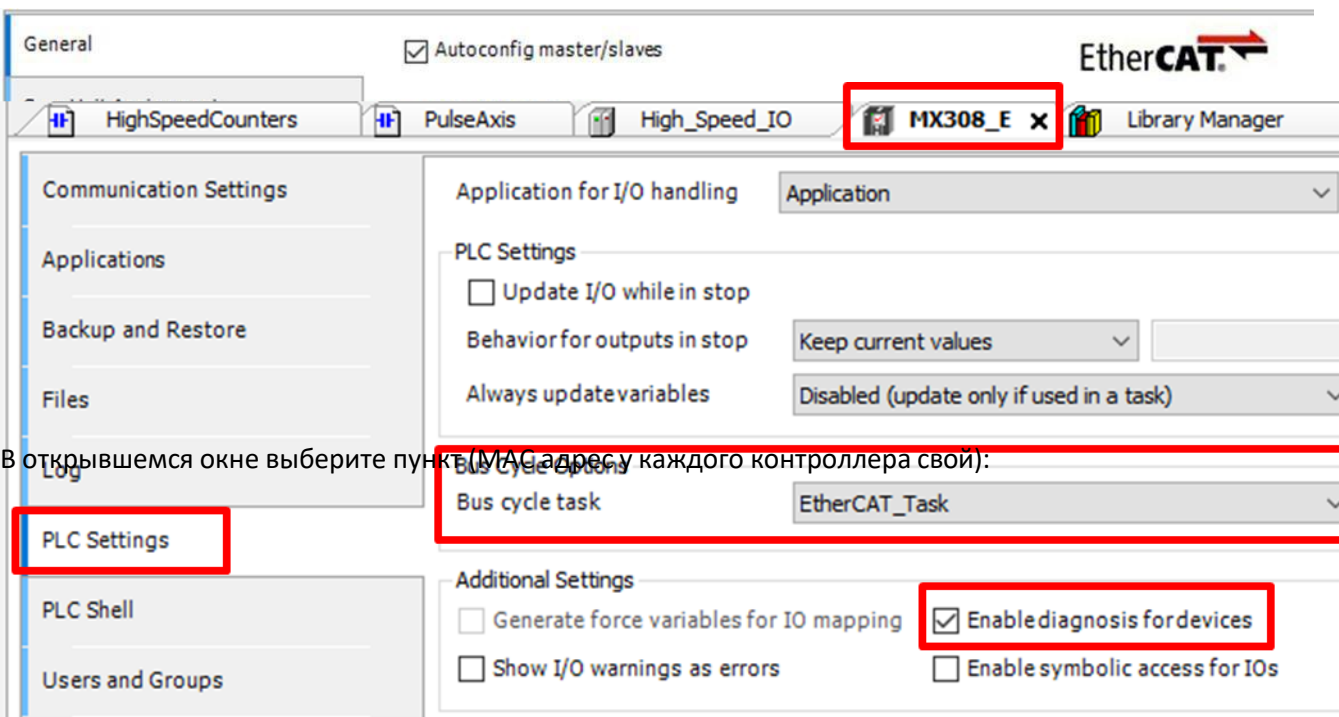 General
Autoconfig master/slaves
EtherCAT.
HighSpeedCounters
PulseAxis
High_Speed_IO
MX308_E
Library Manager
Communication Settings
Application for I/O handling
Application
Applications
PLC Settings
Update I/O while in stop
Backup and Restore
Behavior for outputs in stop
Keep current values
Files
Always update variables
Disabled (update only if used in a task)
В открывшемся окне выберите пункт (MAC адрес у каждого контроллера свой):
Log
Bus Cycle Options
Bus cycle task
EtherCAT_Task
PLC Settings
Additional Settings
PLC Shell
Generate force variables for IO mapping
Enable diagnosis for devices
Show I/O warnings as errors
Enable symbolic access for IOs
Users and Groups